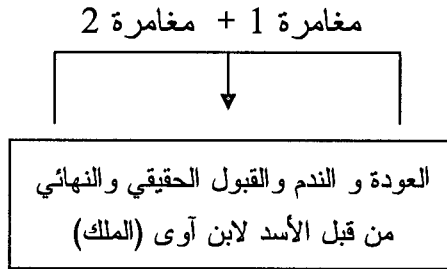 مغامرة 1 + مغامرة 2
العودة و الندم والقبول الحقيقي والنهائي
من قبل الأسد لابن آوى (الملك)